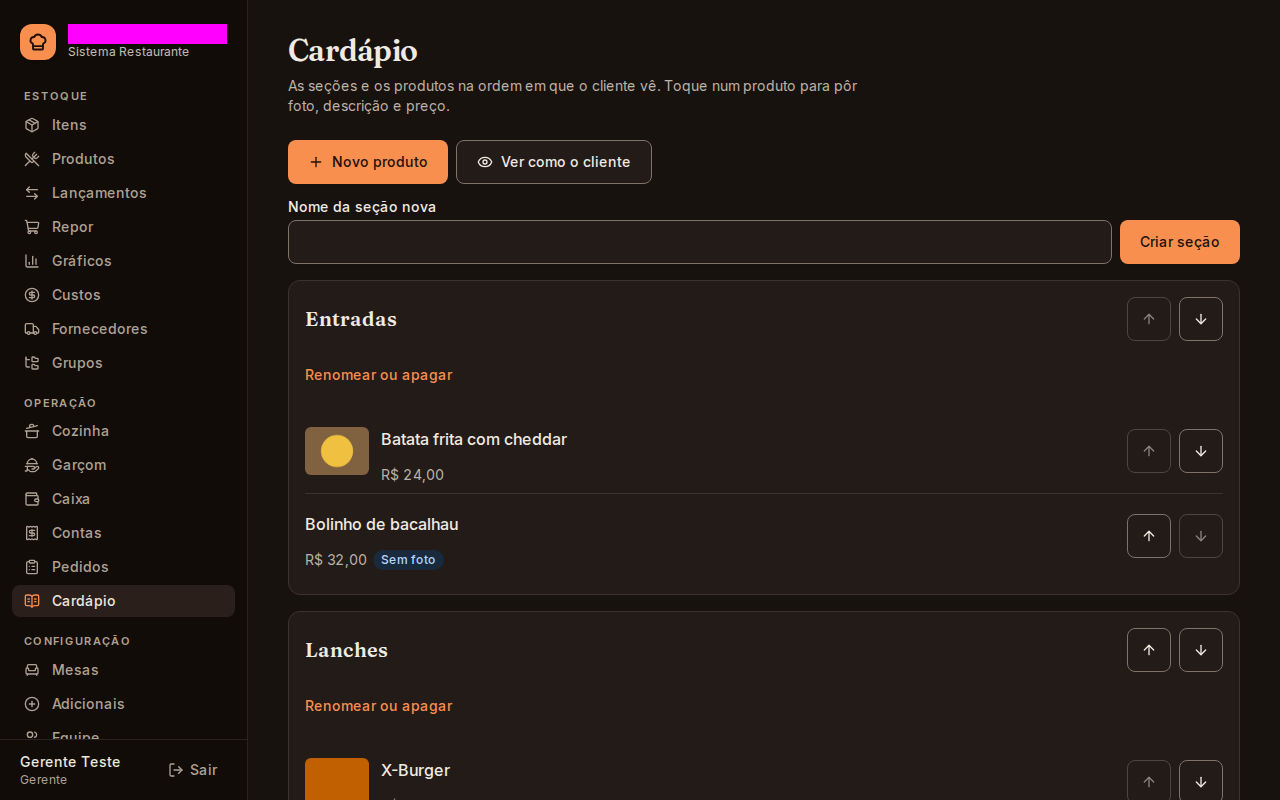 Sistema Restaurante
ESTOQUE
Itens
Produtos
Lançamentos
Repor
Gráficos
Custos
Fornecedores
Grupos
OPERAÇÃO
Cozinha
Garçom
Caixa
Contas
Pedidos
Cardápio
CONFIGURAÇÃO
Mesas
Adicionais
Equipe
Gerente Teste
Gerente
Sair
Cardápio
As seções e os produtos na ordem em que o cliente vê. Toque num produto para pôr
foto, descrição e preço.
Novo produto
Ver como o cliente
Nome da seção nova
Criar seção
Entradas
Renomear ou apagar
Batata frita com cheddar
R$ 24,00
Bolinho de bacalhau
R$ 32,00 Sem foto
Lanches
Renomear ou apagar
X-Burger